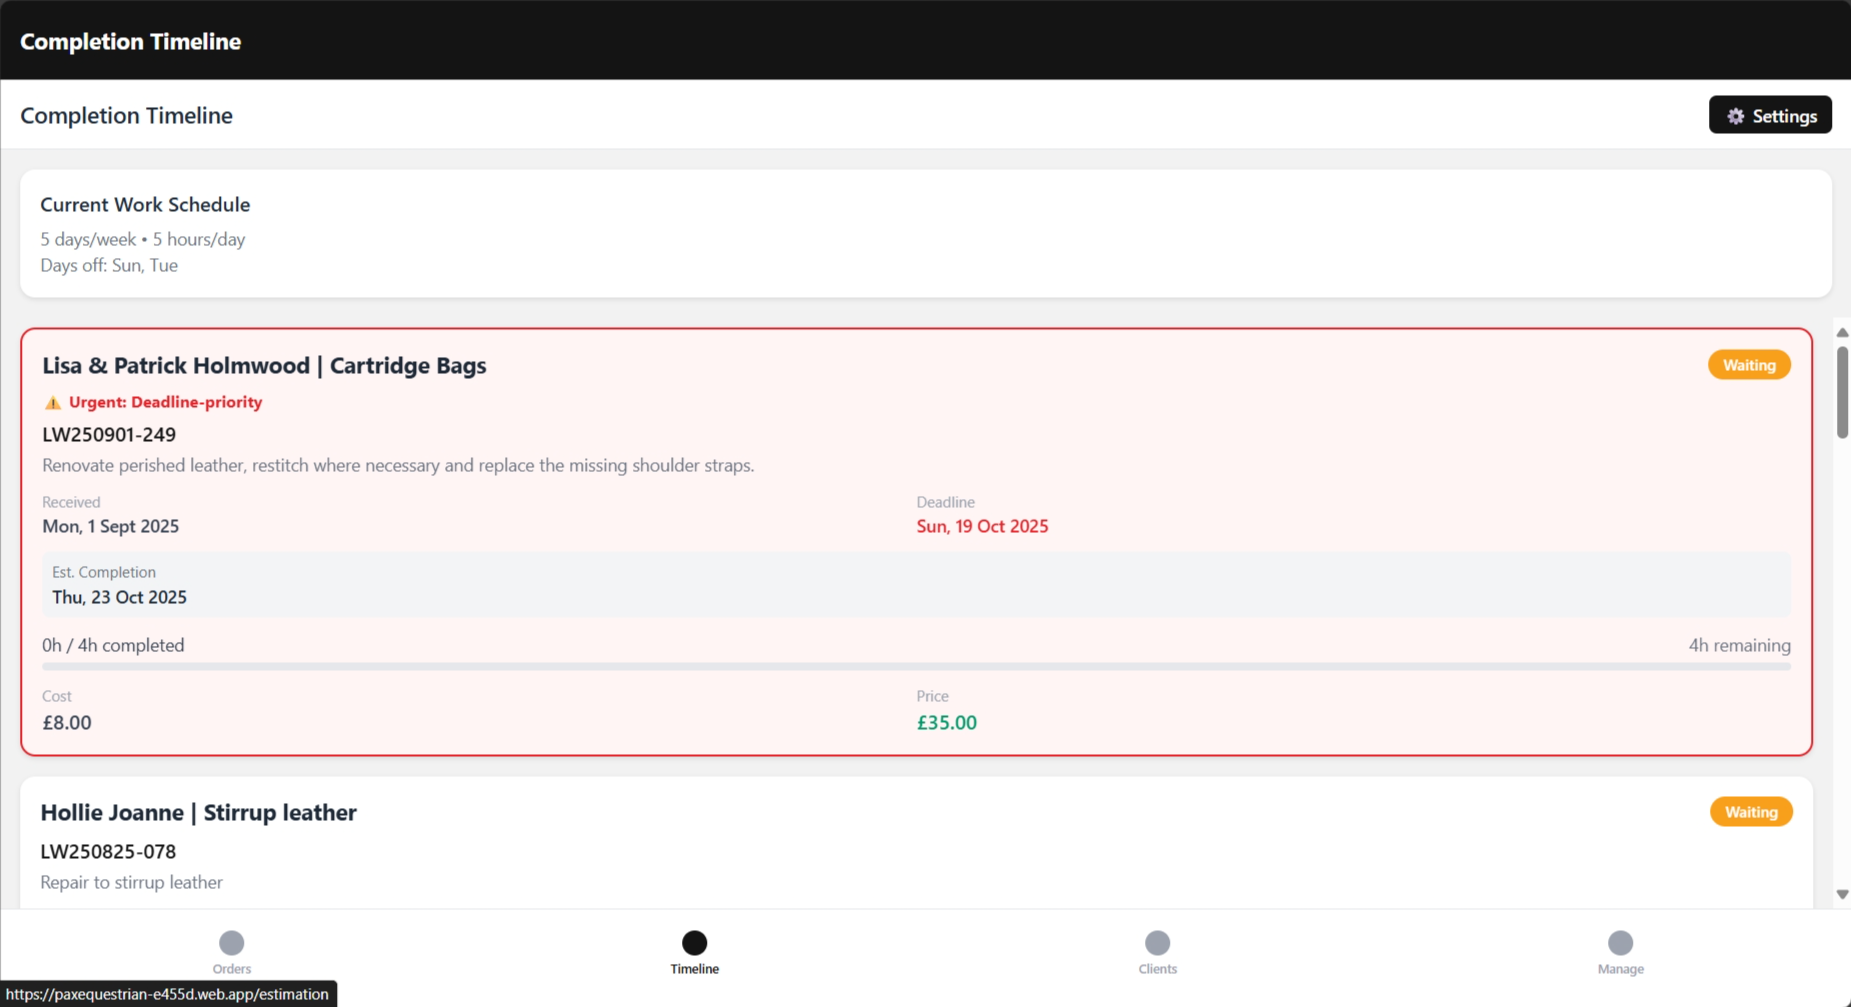 Completion Timeline
Completion Timeline
Settings
Current Work Schedule
5 days/week • 5 hours/day
Days off: Sun, Tue
Lisa & Patrick Holmwood | Cartridge Bags
Waiting
Urgent: Deadline-priority
LW250901-249
Renovate perished leather, restitch where necessary and replace the missing shoulder straps.
Received
Deadline
Mon, 1 Sept 2025
Sun, 19 Oct 2025
Est. Completion
Thu, 23 Oct 2025
0h / 4h completed
4h remaining
Cost
Price
£8.00
£35.00
Hollie Joanne | Stirrup leather
Waiting
LW250825-078
Repair to stirrup leather
Orders
Timeline
Clients
Manage
https://paxequestrian-e455d.web.app/estimation